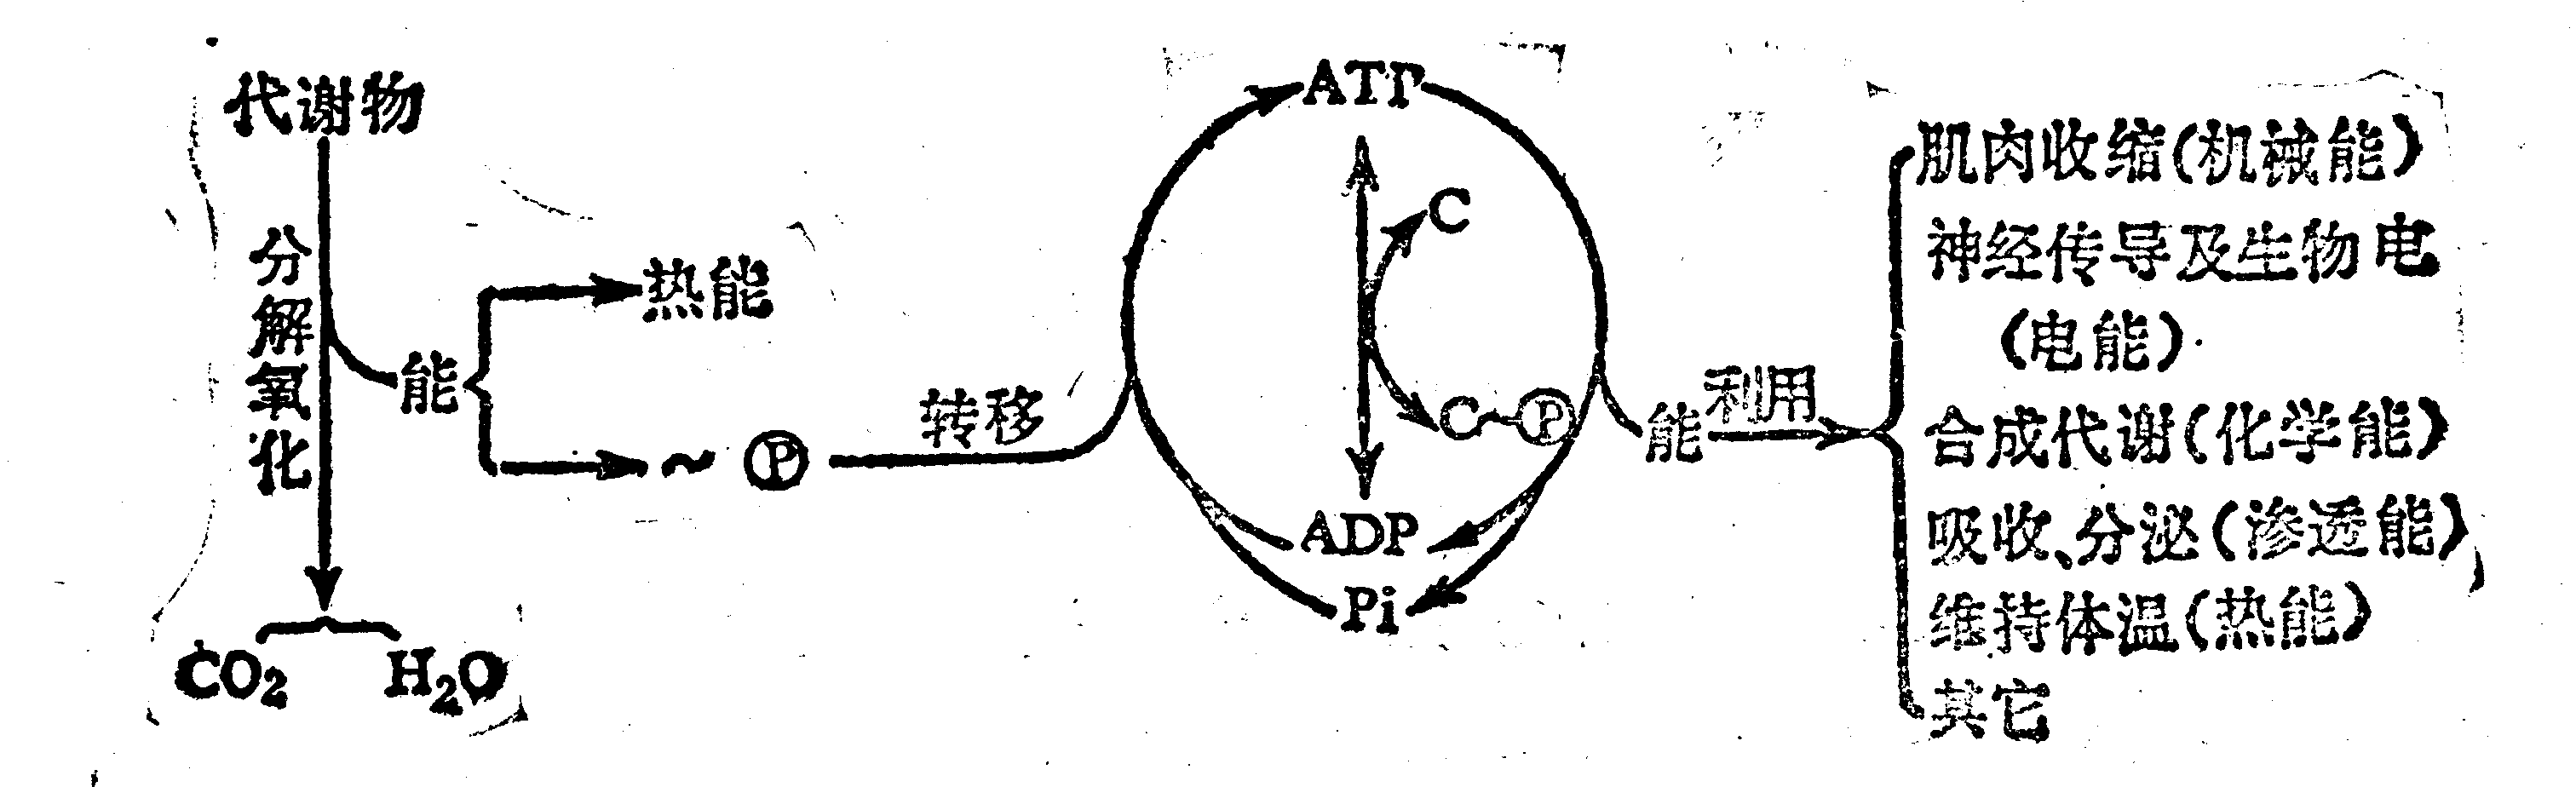 代谢物
分解氧化
CO₂
H₂O
能
热能
～ Ⓟ
转移
ATP
C
C～Ⓟ
ADP
Pi
能
利用
肌肉收缩(机械能)
神经传导及生物电
(电能)
合成代谢(化学能)
吸收、分泌(渗透能)
维持体温(热能)
其它